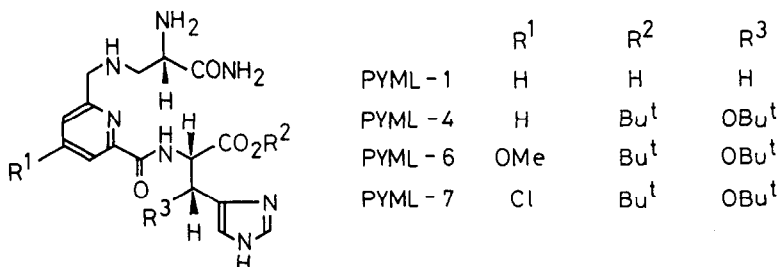 NH₂
H
N
CONH₂
H
N
H
N
H
CO₂R²
R¹
O
R³
H
N
N
H
R¹ R² R³
PYML-1 H H H
PYML-4 H Buᵗ OBuᵗ
PYML-6 OMe Buᵗ OBuᵗ
PYML-7 Cl Buᵗ OBuᵗ